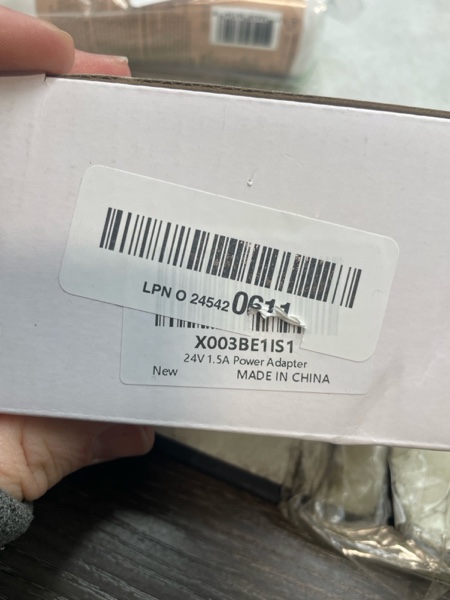 LPN O 24542 0611
X003BE1IS1
24V 1.5A Power Adapter
New MADE IN CHINA